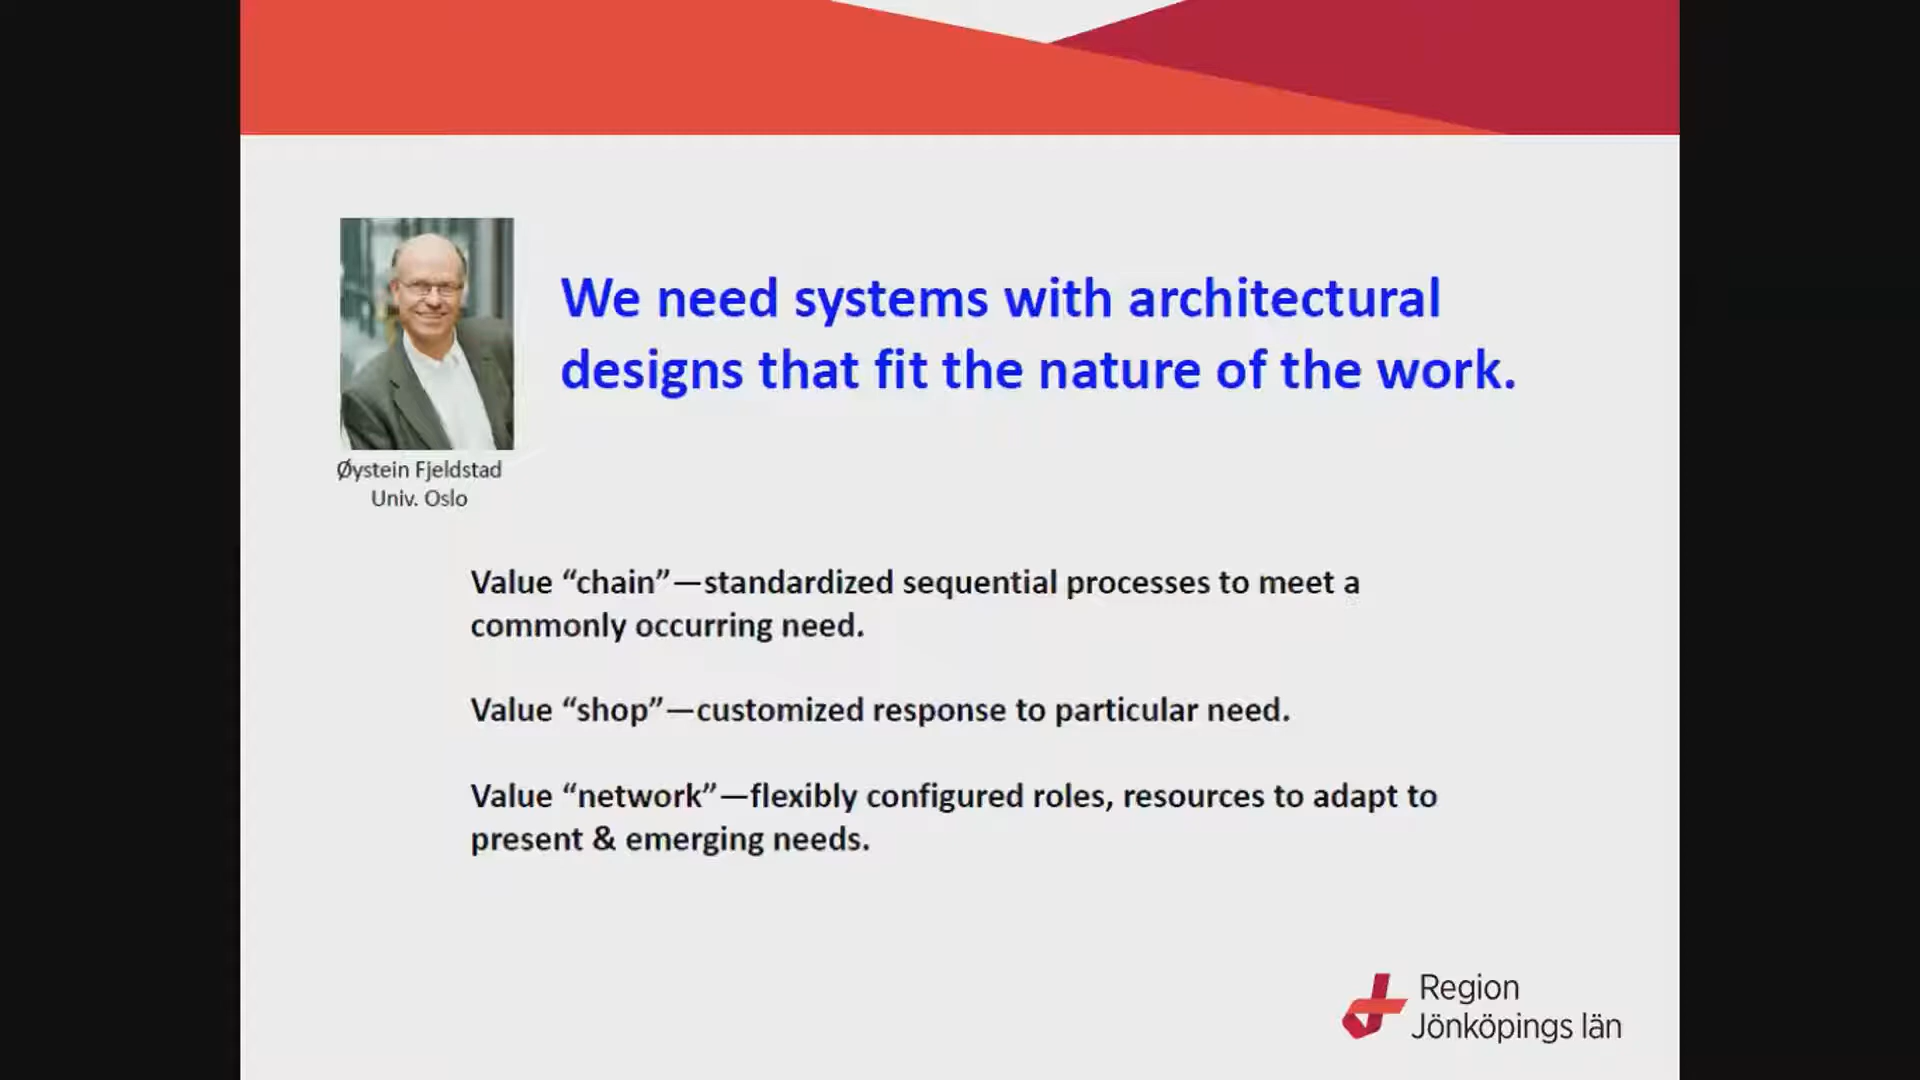 We need systems with architectural
designs that fit the nature of the work.
Øystein Fjeldstad
Univ. Oslo
Value “chain”—standardized sequential processes to meet a
commonly occurring need.
Value “shop”—customized response to particular need.
Value “network”—flexibly configured roles, resources to adapt to
present & emerging needs.
Region
Jönköpings län